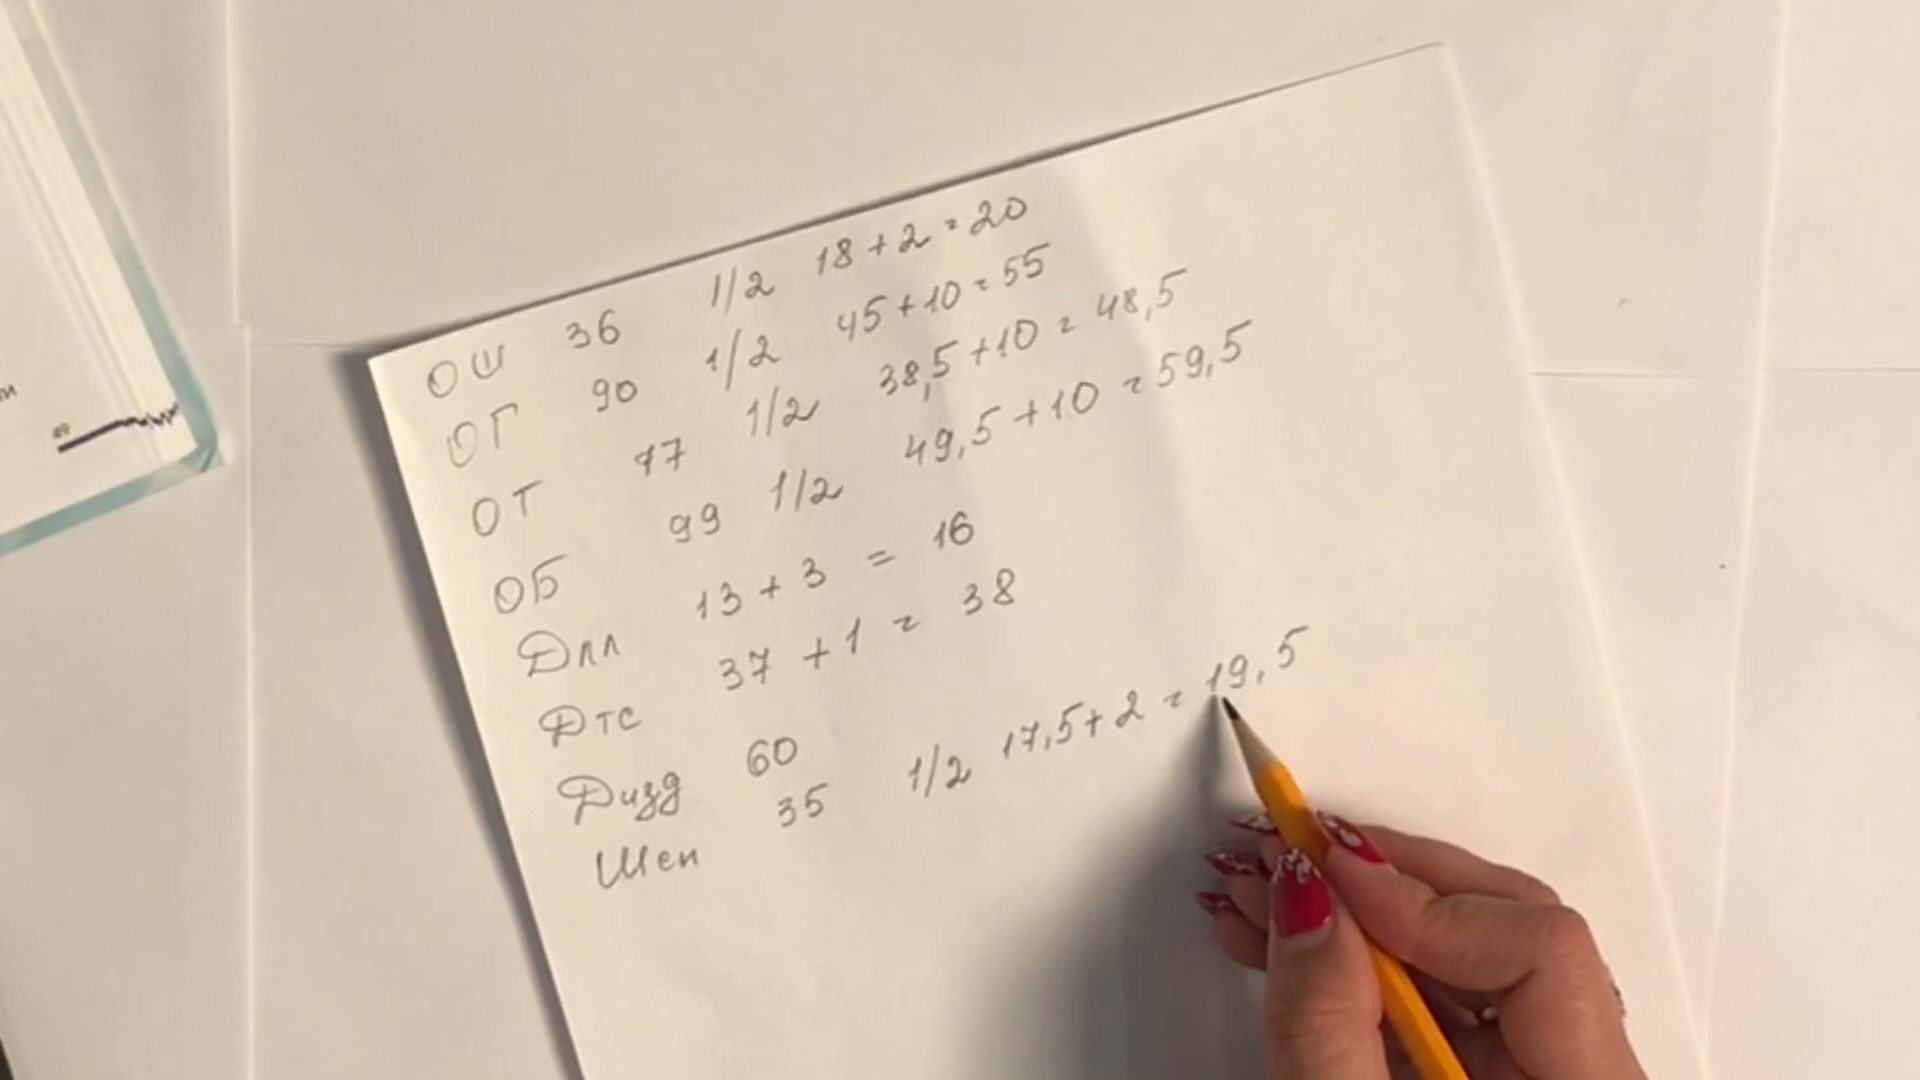 ОШ 36 1/2 18+2=20
ОГ 90 1/2 45+10=55
ОТ 77 1/2 38,5+10=48,5
ОБ 99 1/2 49,5+10=59,5
Дпл 13+3=16
Дтс 37+1=38
Дизд 60
Шсп 35 1/2 17,5+2=19,5